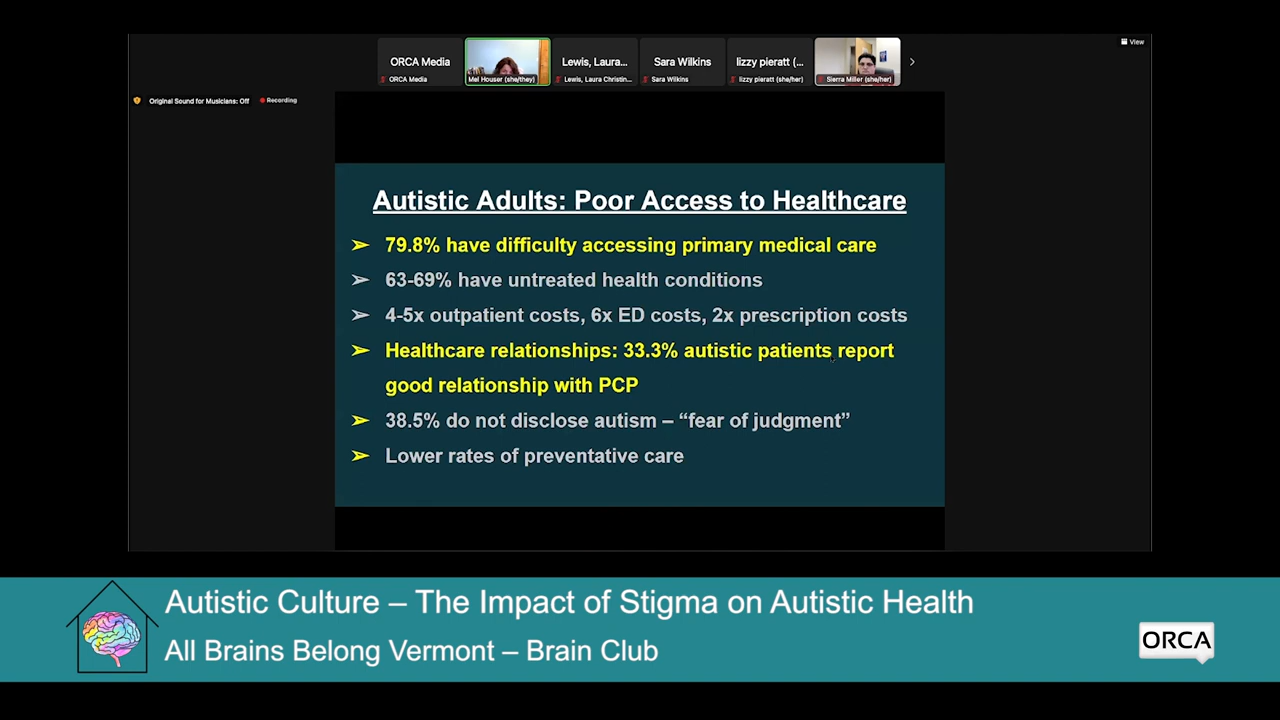 View
ORCA Media
Lewis, Laura...
Sara Wilkins
lizzy pieratt (...
ORCA Media
Mel Houser (she/they)
Lewis, Laura Christin...
Sara Wilkins
lizzy pieratt (she/her)
Sierra Miller (she/her)
Original Sound for Musicians: Off
Recording
Autistic Adults: Poor Access to Healthcare
➢ 79.8% have difficulty accessing primary medical care
➢ 63-69% have untreated health conditions
➢ 4-5x outpatient costs, 6x ED costs, 2x prescription costs
➢ Healthcare relationships: 33.3% autistic patients report
good relationship with PCP
➢ 38.5% do not disclose autism – “fear of judgment”
➢ Lower rates of preventative care
Autistic Culture – The Impact of Stigma on Autistic Health
All Brains Belong Vermont – Brain Club
ORCA